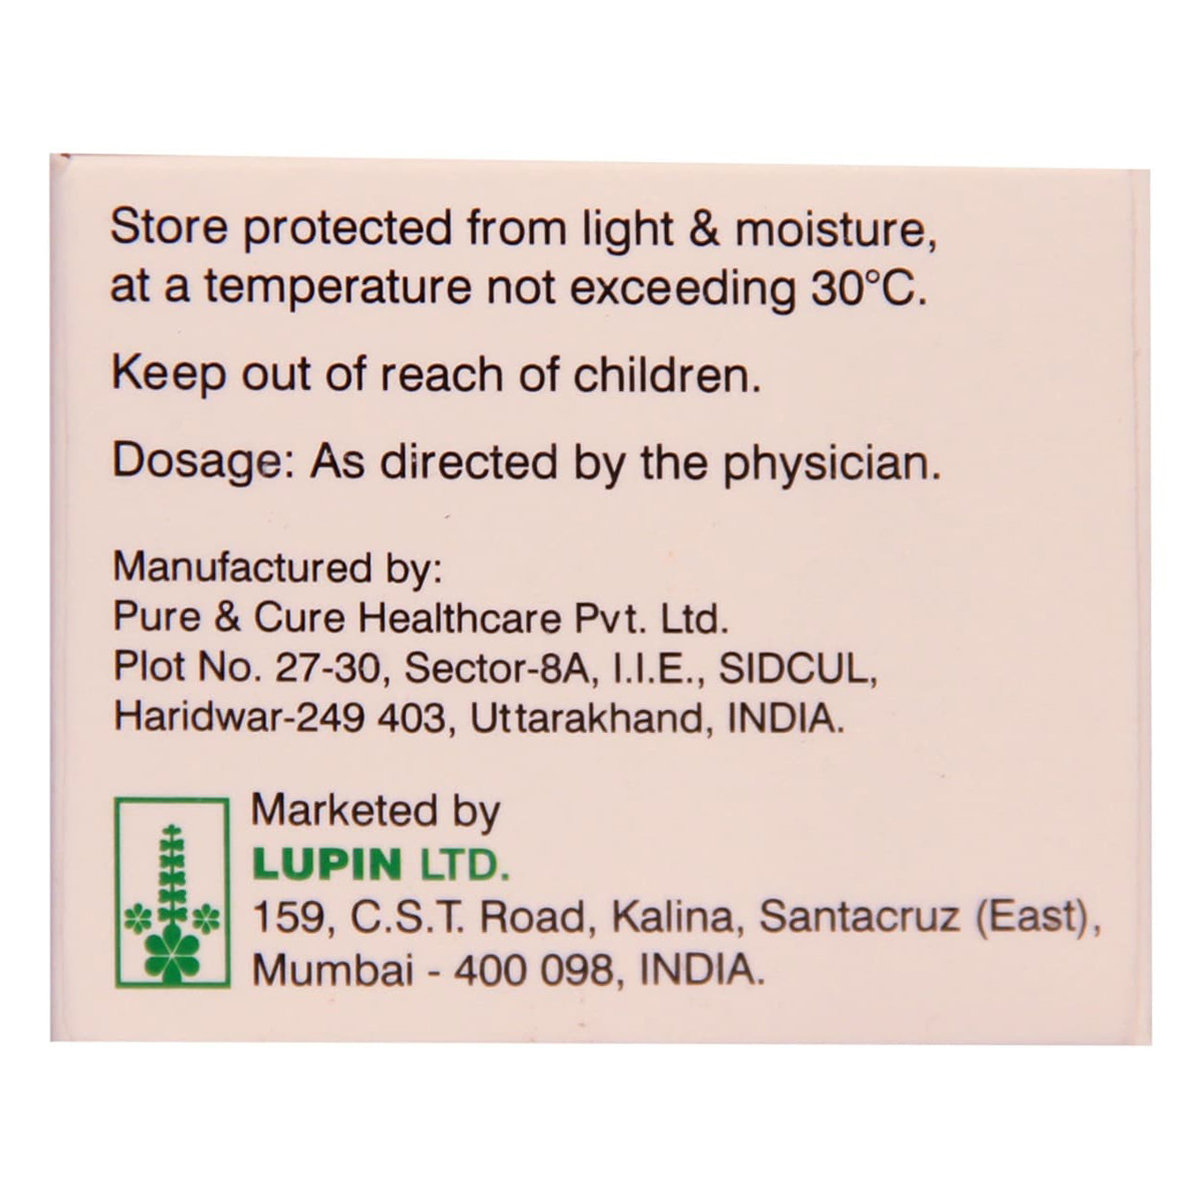 Store protected from light & moisture,
at a temperature not exceeding 30°C.
Keep out of reach of children.
Dosage: As directed by the physician.
Manufactured by:
Pure & Cure Healthcare Pvt. Ltd.
Plot No. 27-30, Sector-8A, I.I.E., SIDCUL,
Haridwar-249 403, Uttarakhand, INDIA.
Marketed by
LUPIN LTD.
159, C.S.T. Road, Kalina, Santacruz (East),
Mumbai - 400 098, INDIA.